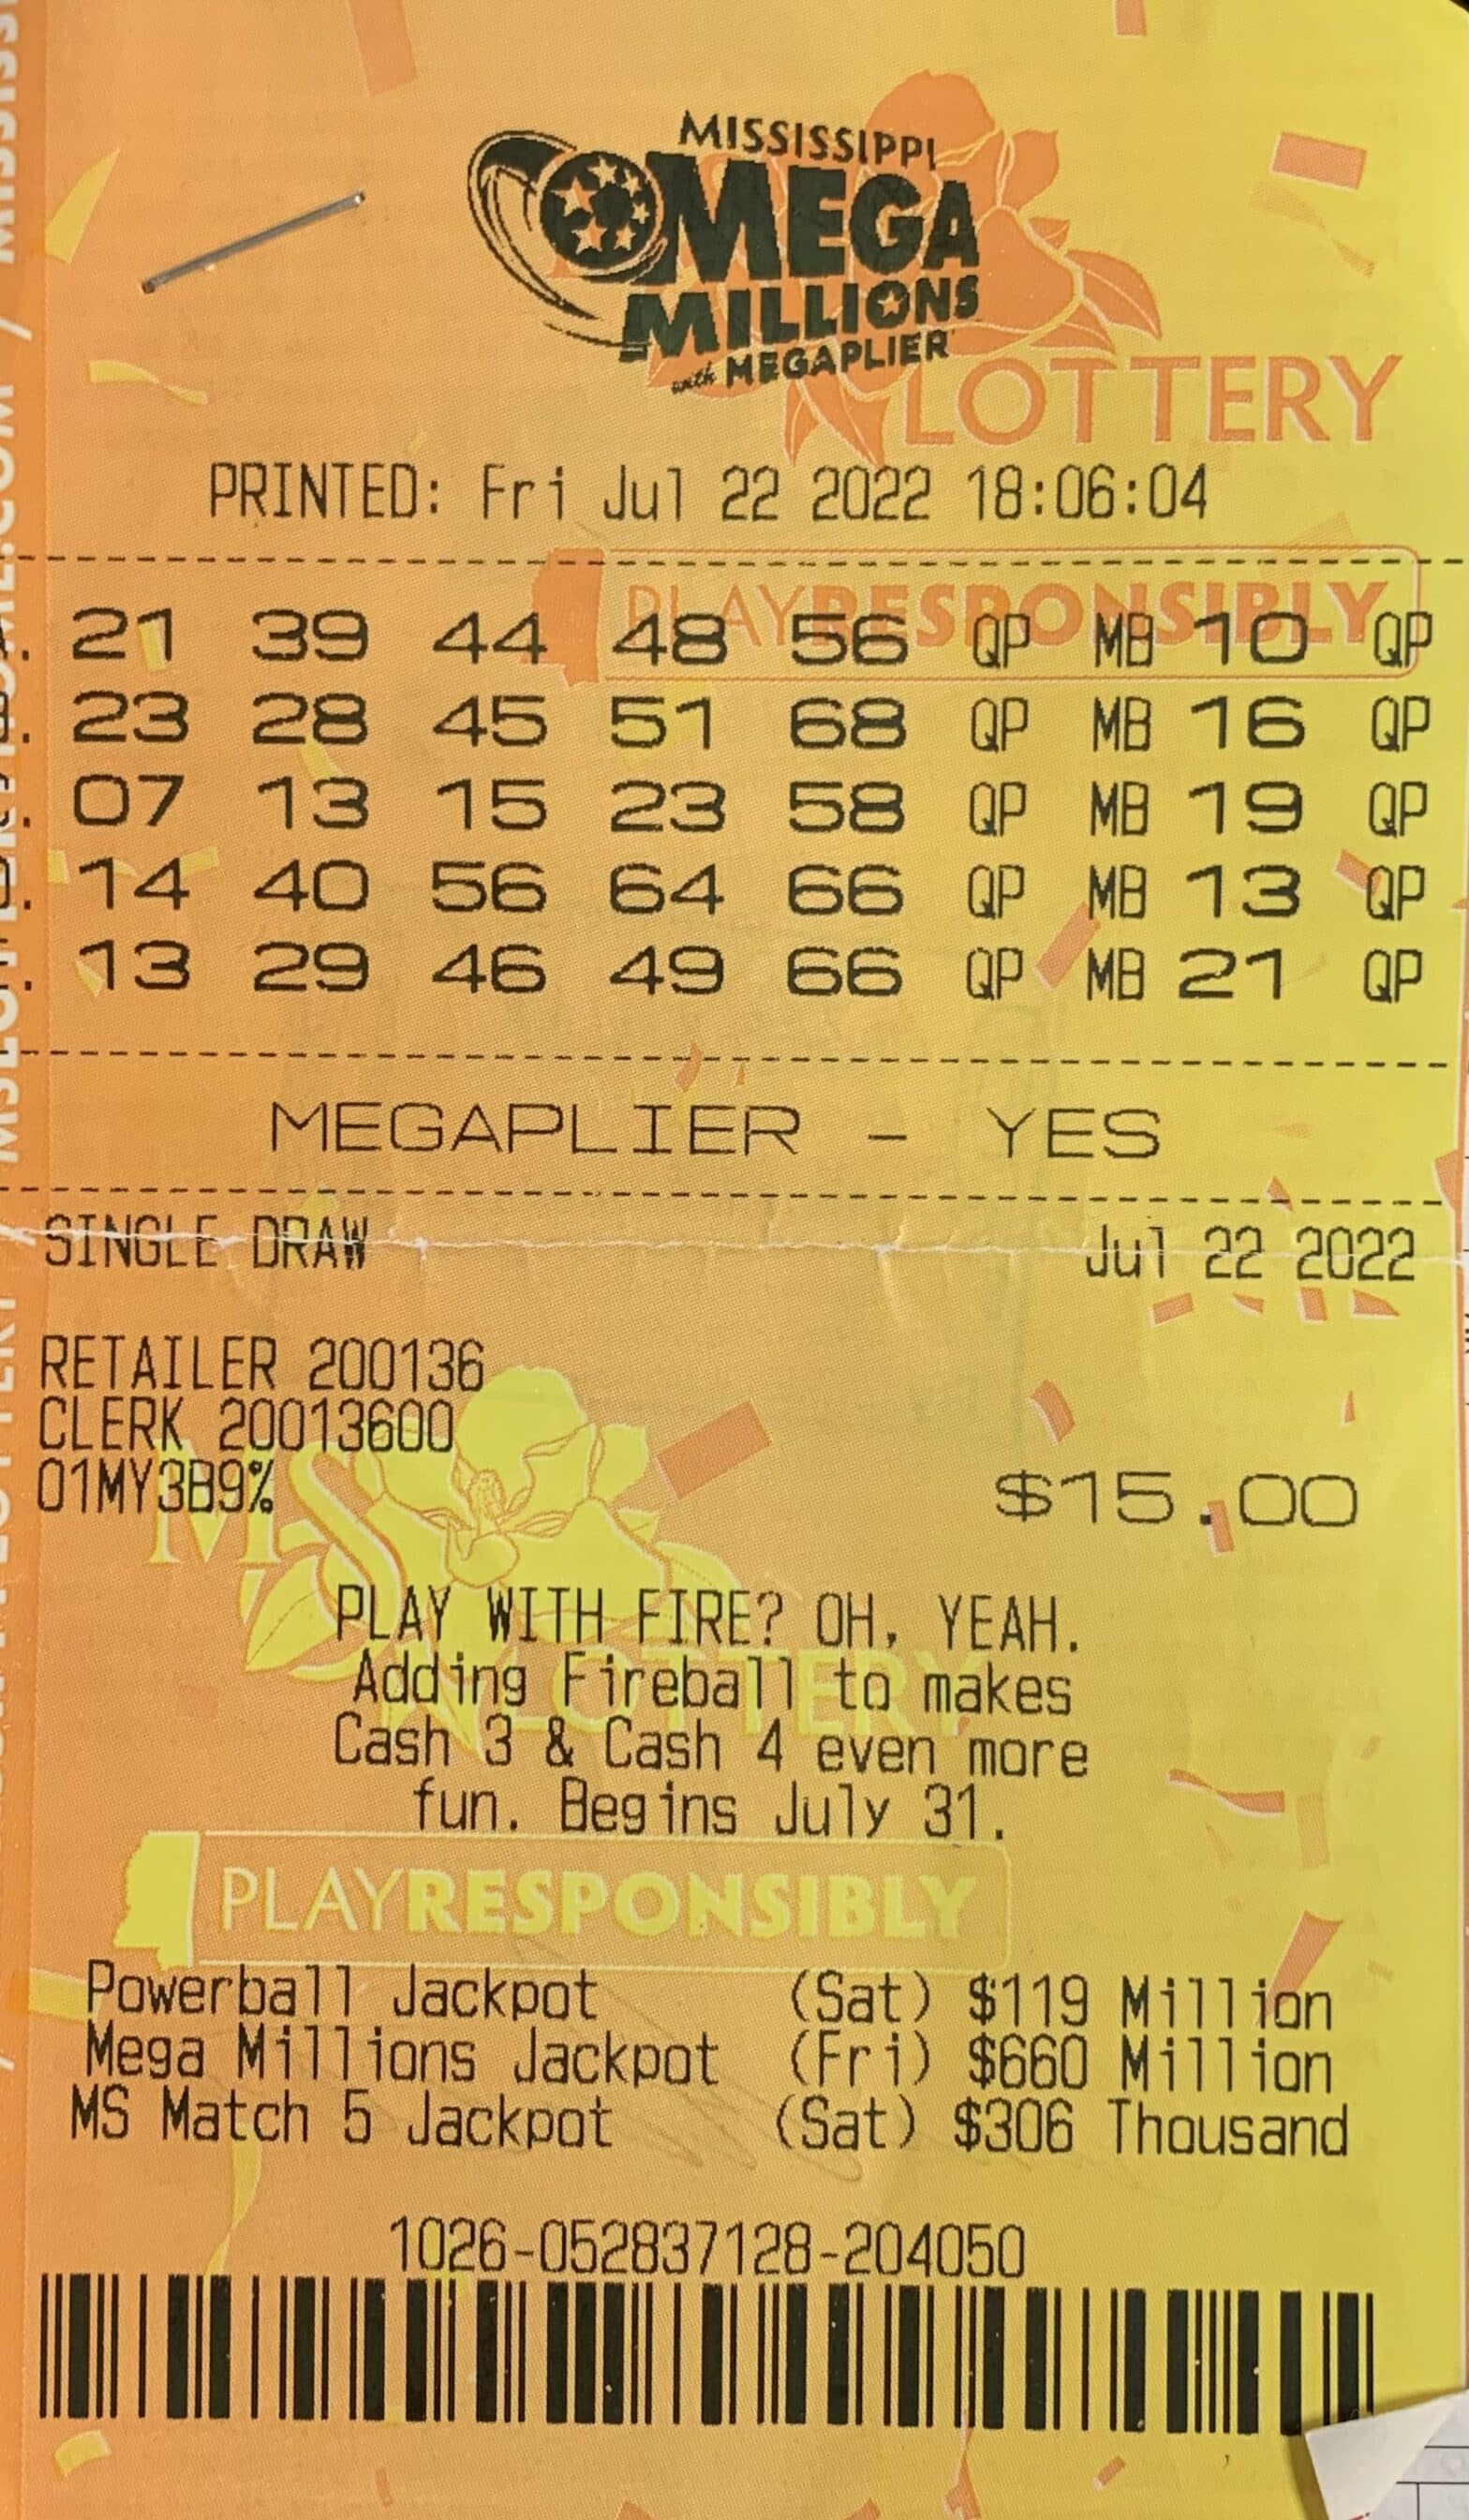 MISSISSIPPI
MEGA
MILLIONS
with MEGAPLIER
LOTTERY
PRINTED: Fri Jul 22 2022 18:06:04
PLAYRESPONSIBLY
21 39 44 48 56 QP MB 10 QP
23 28 45 51 68 QP MB 16 QP
07 13 15 23 58 QP MB 19 QP
14 40 56 64 66 QP MB 13 QP
13 29 46 49 66 QP MB 21 QP
MEGAPLIER - YES
SINGLE DRAW Jul 22 2022
RETAILER 200136
CLERK 20013600
01MY3B9% $15.00
MS
PLAY WITH FIRE? OH, YEAH.
Adding Fireball to makes
LOTTERY
Cash 3 & Cash 4 even more
fun. Begins July 31.
PLAYRESPONSIBLY
Powerball Jackpot (Sat) $119 Million
Mega Millions Jackpot (Fri) $660 Million
MS Match 5 Jackpot (Sat) $306 Thousand
1026-052837128-204050